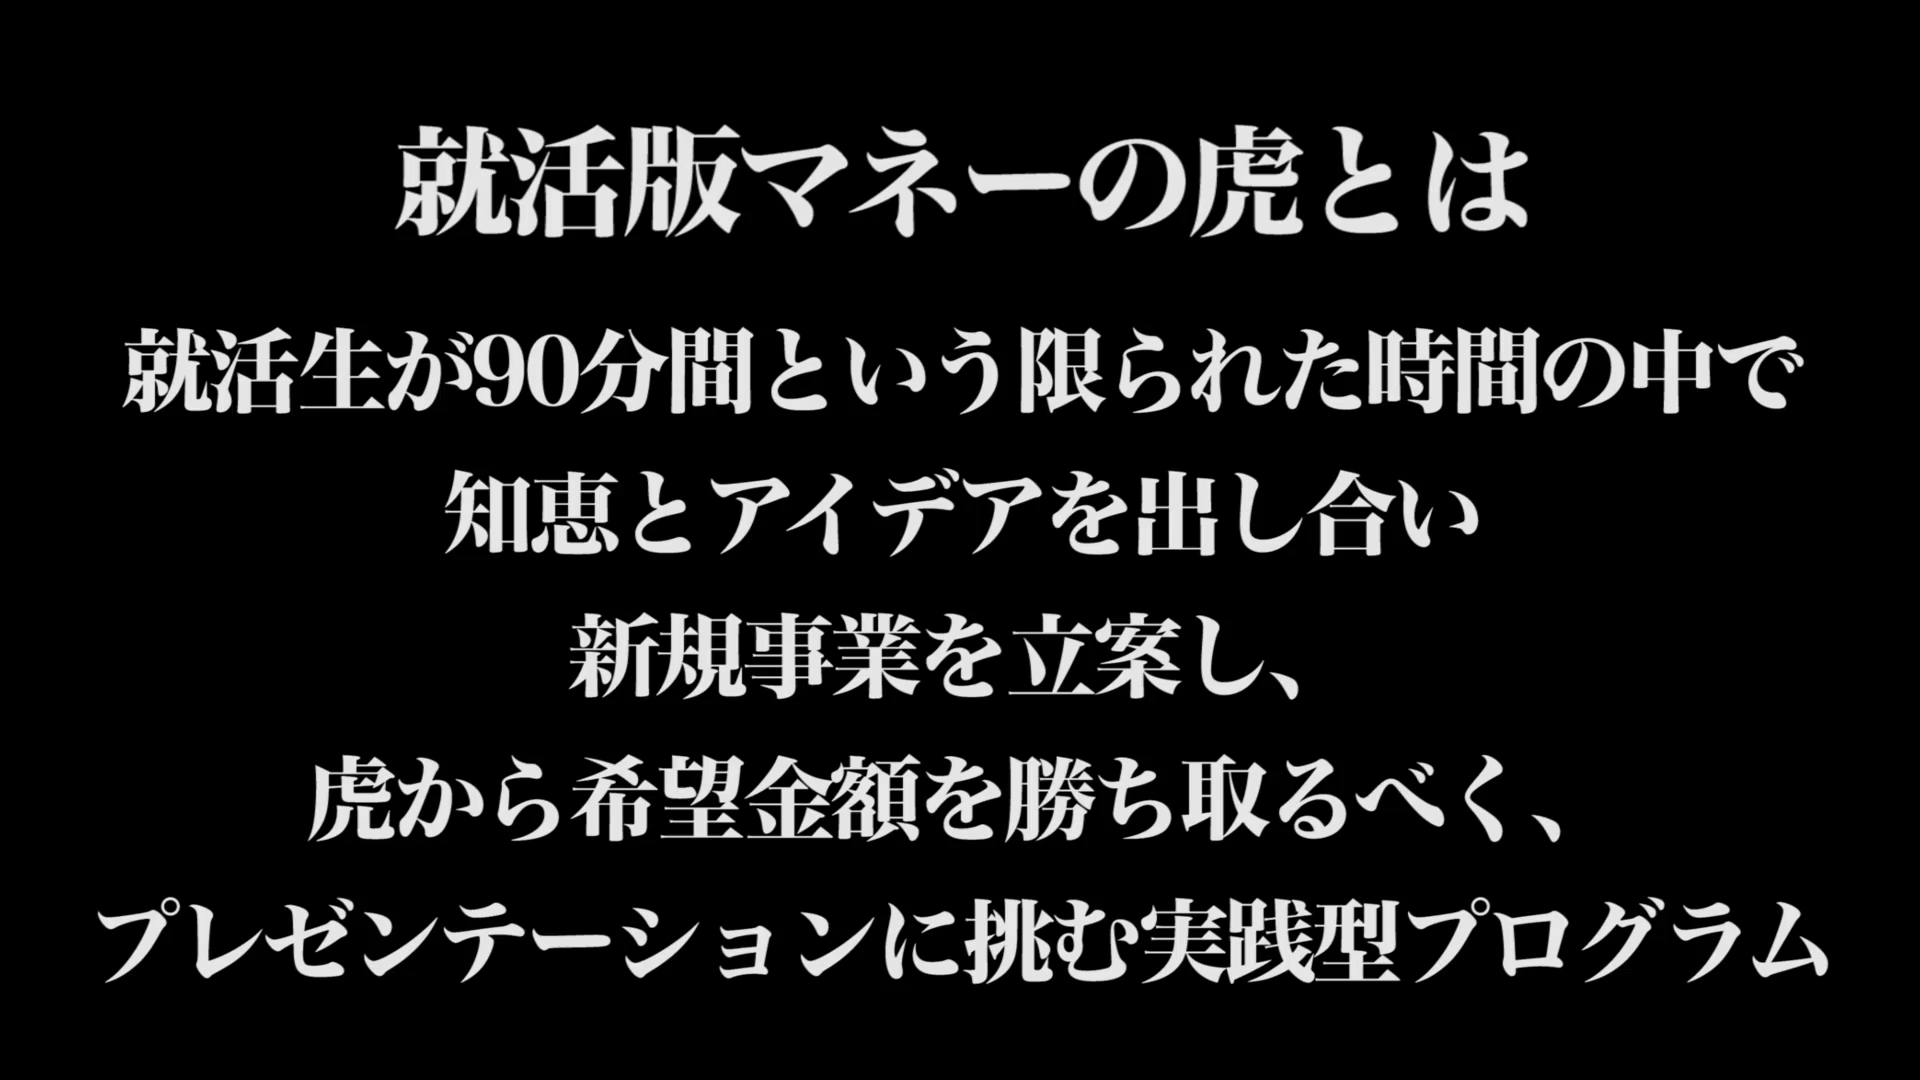 就活版マネーの虎とは
就活生が90分間という限られた時間の中で
知恵とアイデアを出し合い
新規事業を立案し、
虎から希望金額を勝ち取るべく、
プレゼンテーションに挑む実践型プログラム